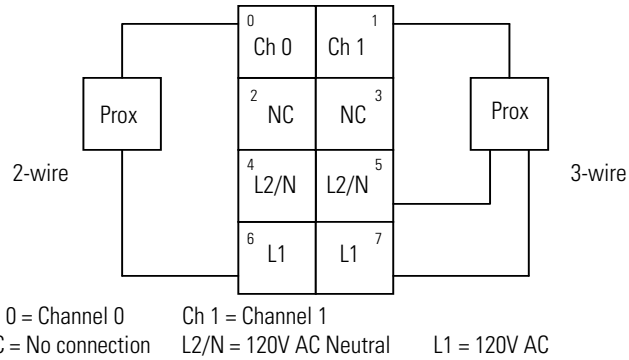 0 1
Ch 0 Ch 1
Prox 2 NC NC 3 Prox
2-wire 4 L2/N L2/N 5 3-wire
6 L1 L1 7
0 = Channel 0 Ch 1 = Channel 1
= No connection L2/N = 120V AC Neutral L1 = 120V AC